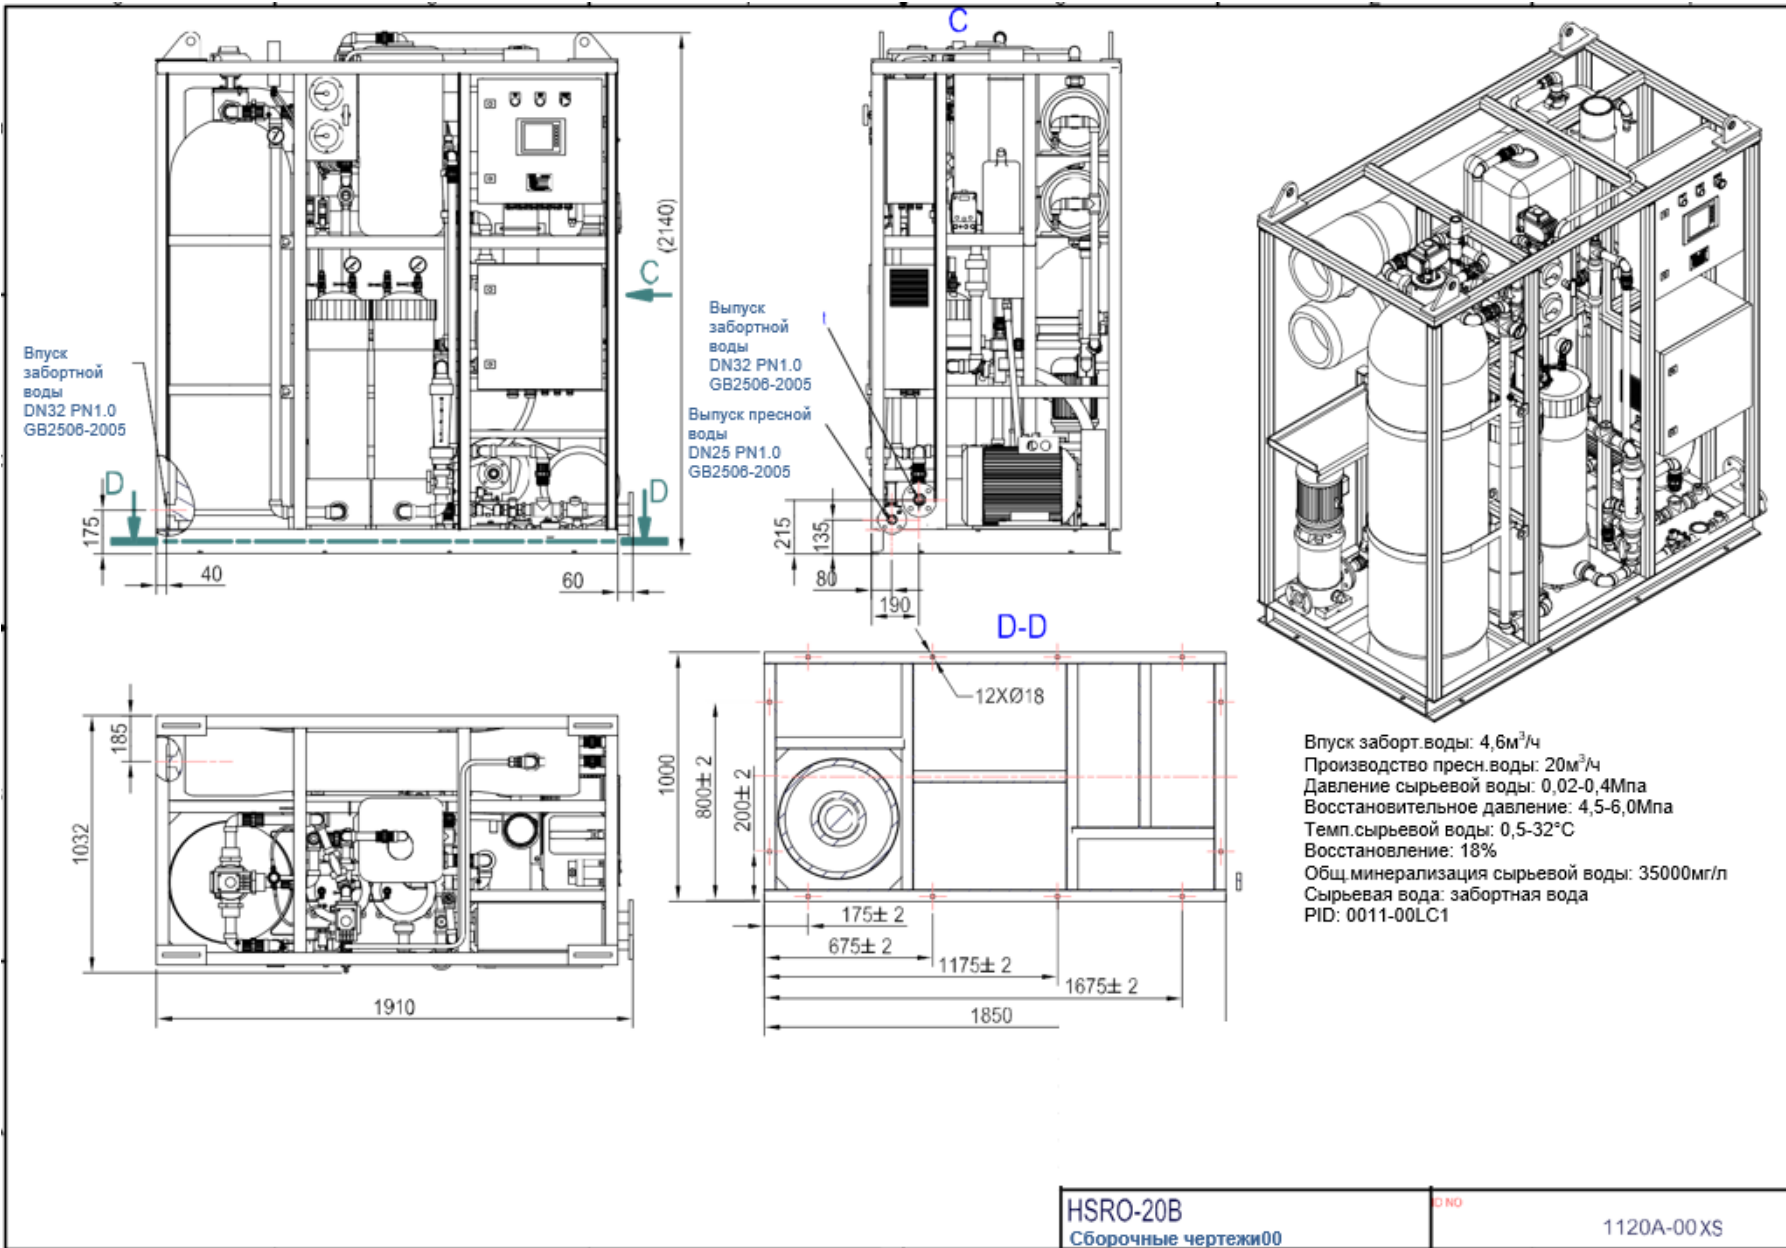 C
(2140)
C
Впуск
забортной
воды
DN32 PN1.0
GB2506-2005
D
D
175
40
60
Выпуск
забортной
воды
DN32 PN1.0
GB2506-2005
Выпуск пресной
воды
DN25 PN1.0
GB2506-2005
215
135
80
190
D-D
12XØ18
185
1032
1910
1000
800± 2
200± 2
175± 2
675± 2
1175± 2
1675± 2
1850
Впуск заборт.воды: 4,6м³/ч
Производство пресн.воды: 20м³/ч
Давление сырьевой воды: 0,02-0,4Мпа
Восстановительное давление: 4,5-6,0Мпа
Темп.сырьевой воды: 0,5-32°C
Восстановление: 18%
Общ.минерализация сырьевой воды: 35000мг/л
Сырьевая вода: забортная вода
PID: 0011-00LC1
HSRO-20B
Сборочные чертежи00
1120A-00XS